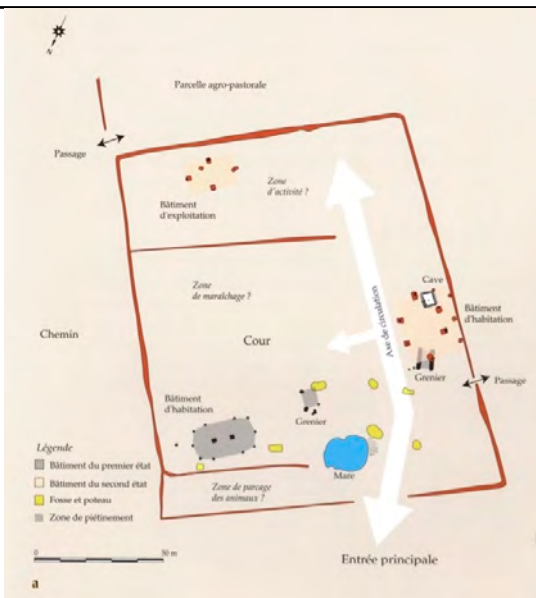 N
Parcelle agro-pastorale
Passage
Zone
d'activité ?
Bâtiment
d'exploitation
Zone
de maraîchage ?
Cave
Bâtiment
d'habitation
Axe de circulation
Chemin
Cour
Grenier
Passage
Bâtiment
d'habitation
Grenier
Légende
Bâtiment du premier état
Bâtiment du second état
Fosse et poteau
Zone de piétinement
Mare
Zone de parcage
des animaux ?
0
50 m
Entrée principale
a